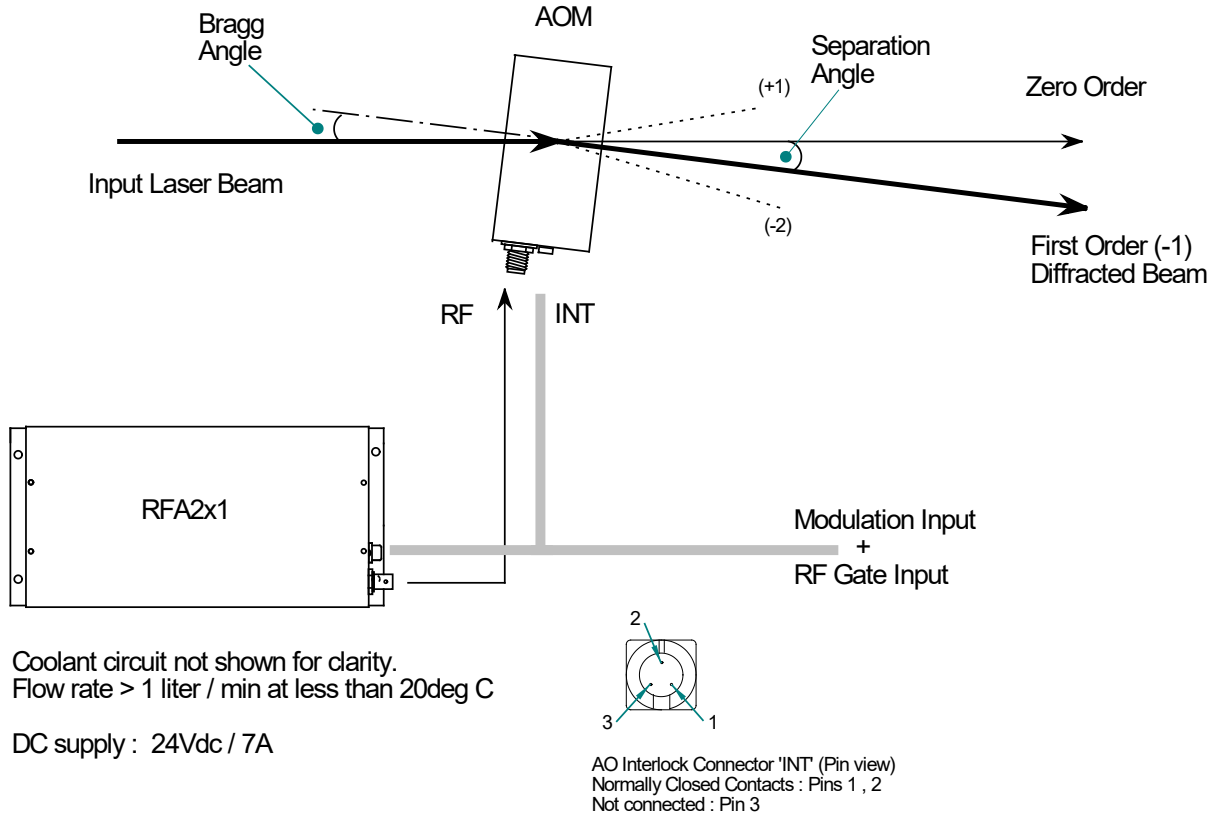 Bragg
Angle
AOM
Separation
Angle
(+1)
Zero Order
Input Laser Beam
(-2)
First Order (-1)
Diffracted Beam
RF
INT
RFA2x1
Modulation Input
+
RF Gate Input
Coolant circuit not shown for clarity.
Flow rate > 1 liter / min at less than 20deg C
DC supply : 24Vdc / 7A
2
3
1
AO Interlock Connector 'INT' (Pin view)
Normally Closed Contacts : Pins 1 , 2
Not connected : Pin 3